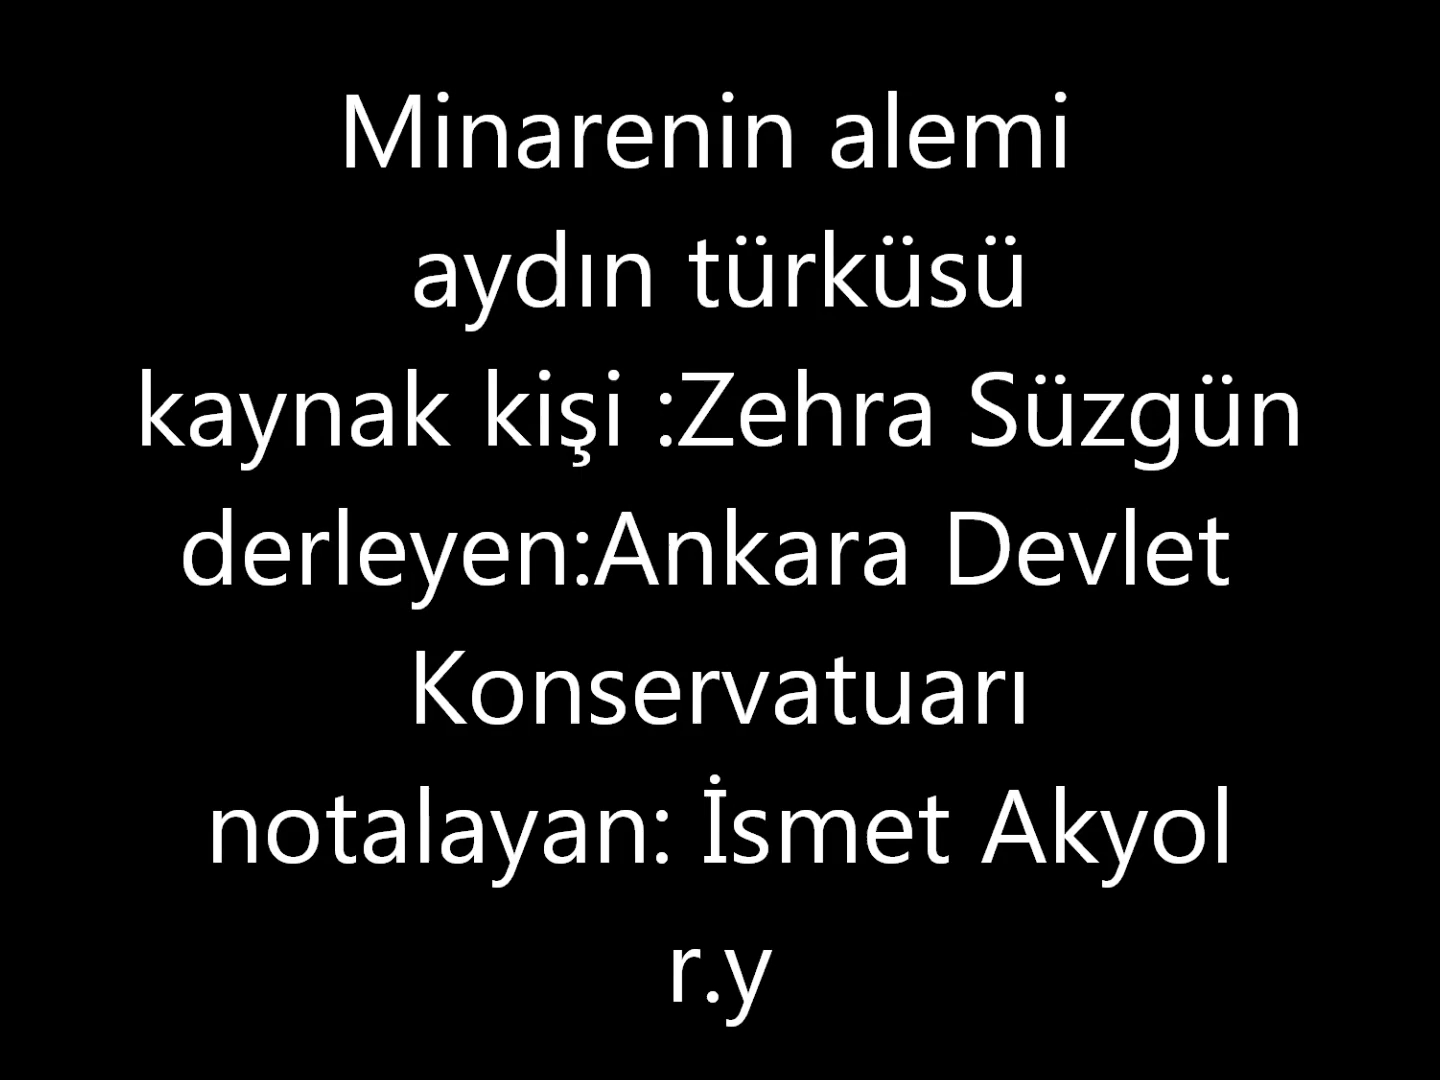 Minarenin alemi
aydın türküsü
kaynak kişi :Zehra Süzgün
derleyen:Ankara Devlet
Konservatuarı
notalayan: İsmet Akyol
r.y